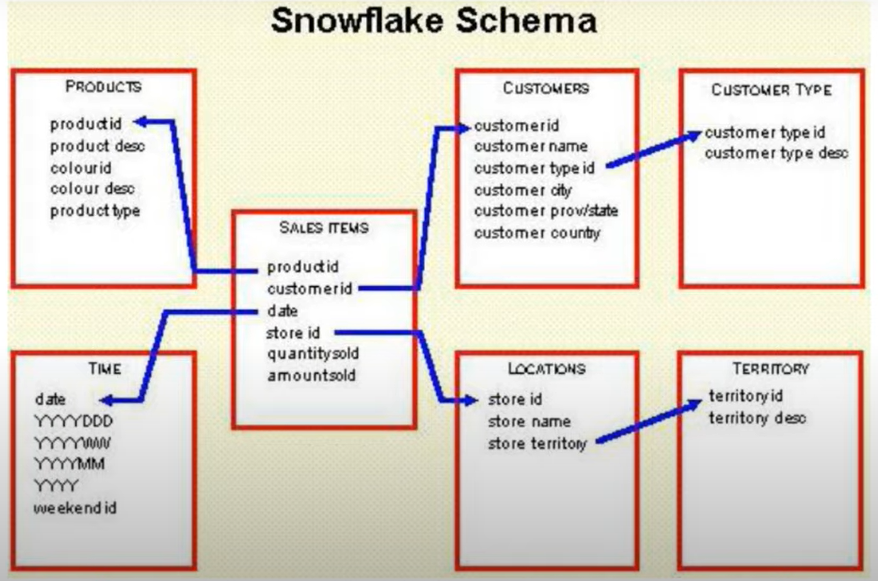 Snowflake Schema
PRODUCTS
productid
product desc
colourid
colour desc
product type
SALES ITEMS
productid
customerid
date
store id
quantitysold
amountsold
CUSTOMERS
customerid
customer name
customer type id
customer city
customer prov/state
customer country
CUSTOMER TYPE
customer type id
customer type desc
TIME
date
YYYYDDD
YYYYWW
YYYYMM
YYYY
weekend id
LOCATIONS
store id
store name
store territory
TERRITORY
territory id
territory desc